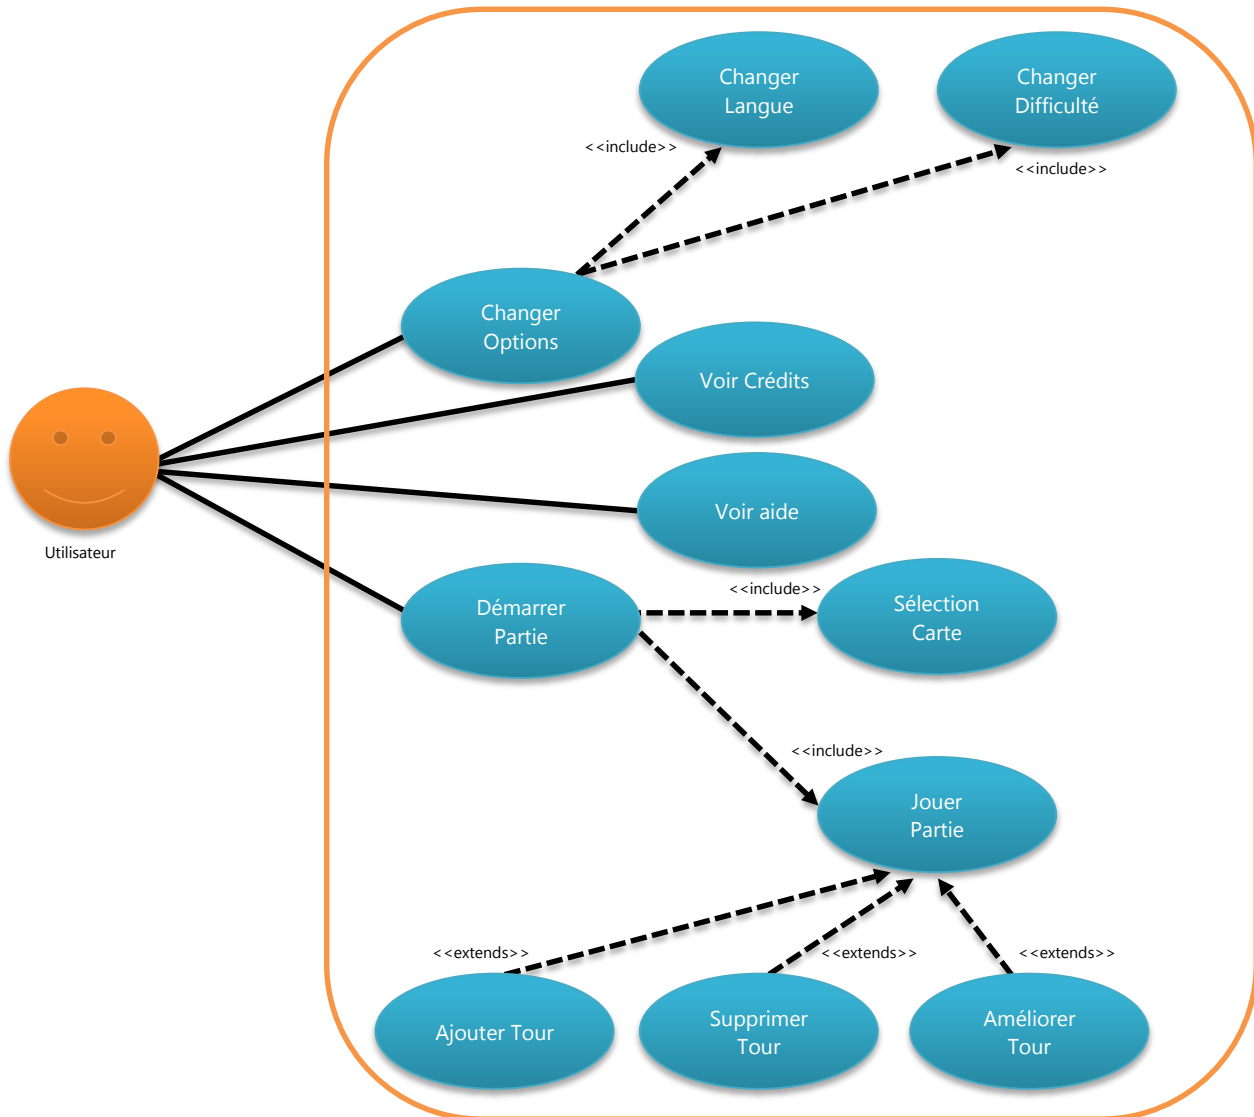 Changer
Langue
Changer
Difficulté
<<include>>
<<include>>
Changer
Options
Voir Crédits
Voir aide
Utilisateur
Démarrer
Partie
<<include>>
Sélection
Carte
<<include>>
Jouer
Partie
<<extends>>
<<extends>>
<<extends>>
Ajouter Tour
Supprimer
Tour
Améliorer
Tour